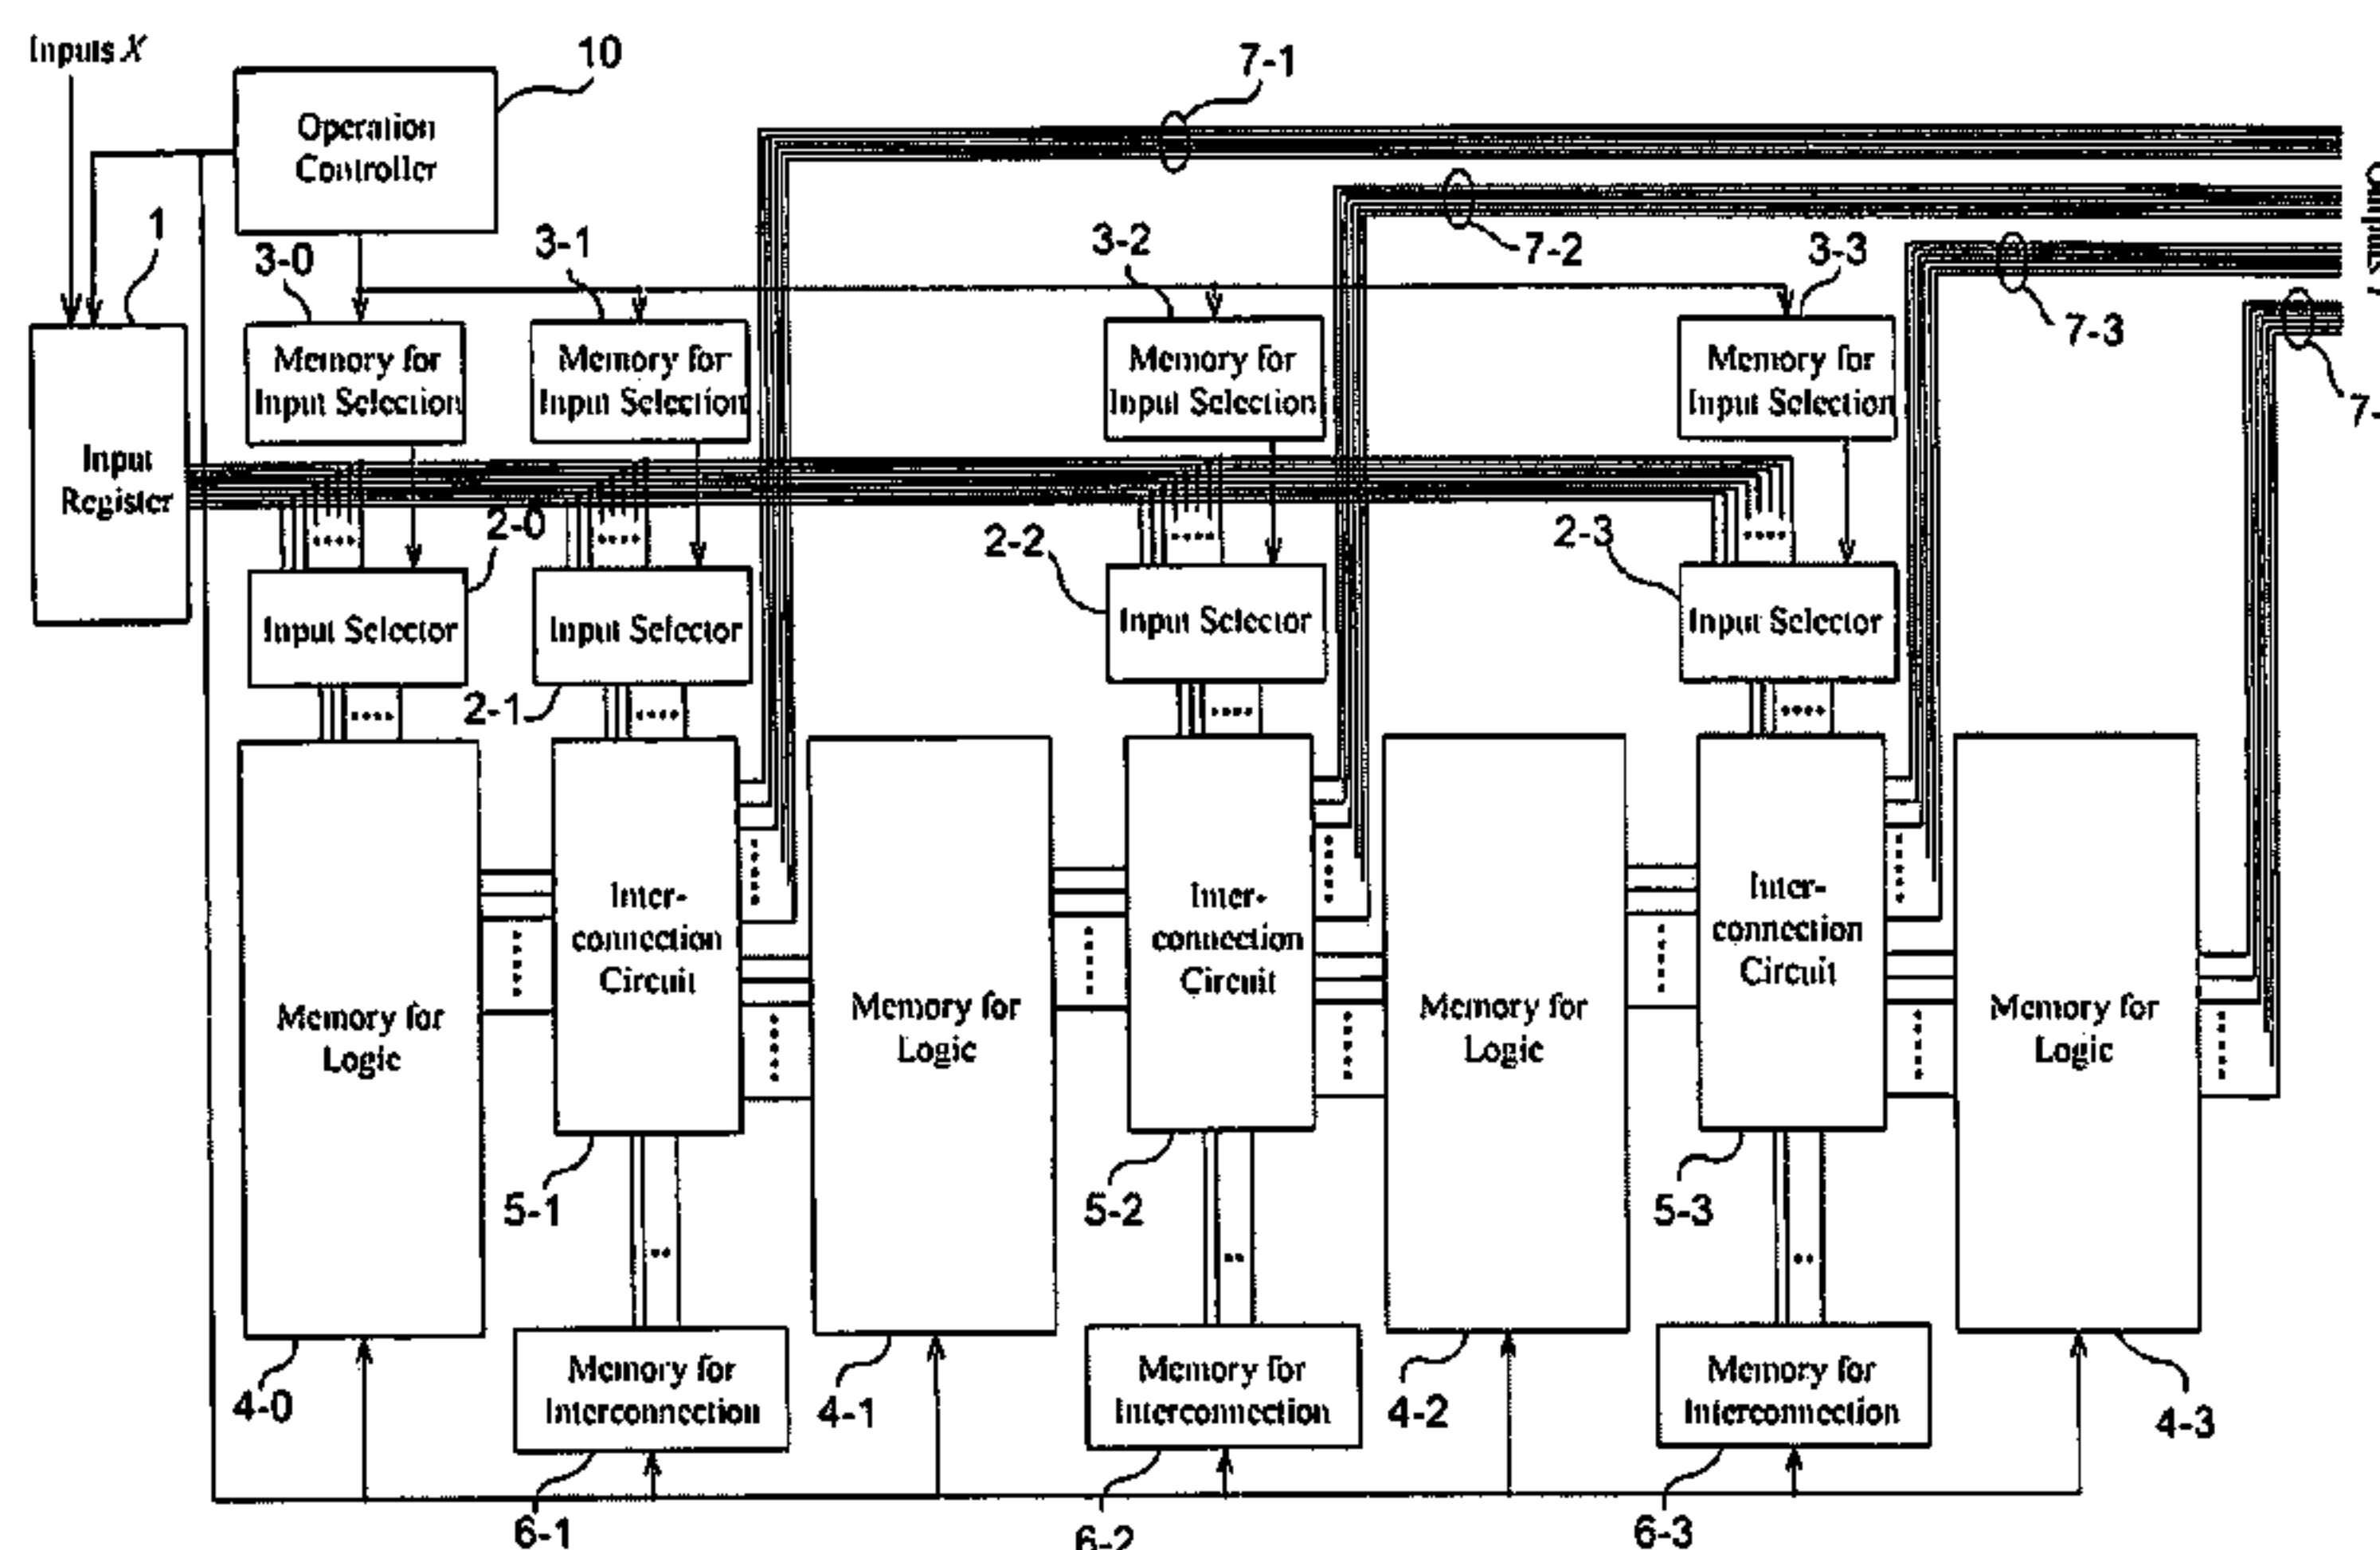 Inputs X
10
7-1
Operation
Controller
1
3-0
3-1
3-2
7-2
3-3
7-3
Memory for
Input Selection
Memory for
Input Selection
Memory for
Input Selection
Memory for
Input Selection
Input
Register
2-0
2-2
2-3
Input Selector
Input Selector
Input Selector
Input Selector
2-1
Inter-
connection
Circuit
Inter-
connection
Circuit
Inter-
connection
Circuit
Memory for
Logic
Memory for
Logic
Memory for
Logic
Memory for
Logic
5-1
5-2
5-3
Memory for
Interconnection
Memory for
Interconnection
Memory for
Interconnection
4-0
4-1
4-2
4-3
6-1
6-2
6-3